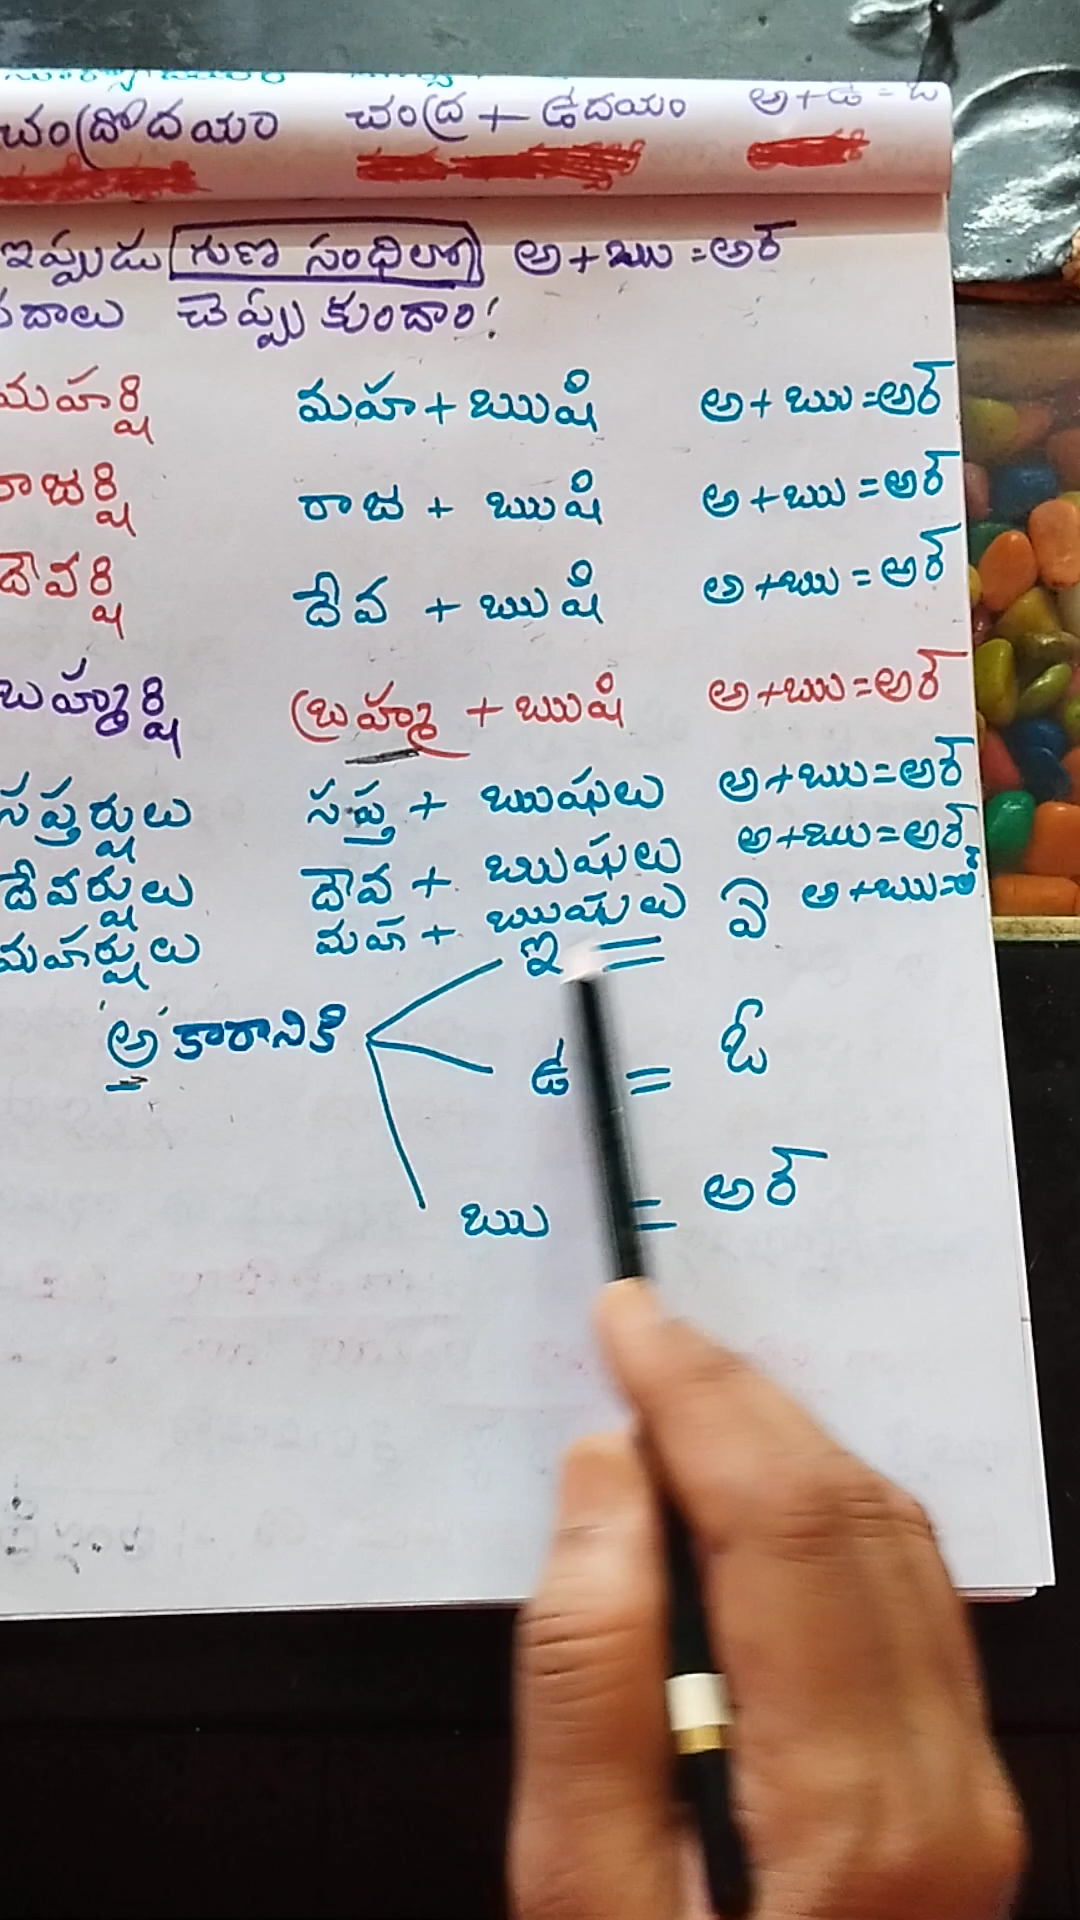 చంద్రోదయం చంద్ర + ఉదయం అ+ఉ = ఓ
ఇప్పుడు గుణ సంధిలో అ+ఋ =అర్
పదాలు చెప్పుకుందాం!
మహర్షి మహ + ఋషి అ+ ఋ =అర్
రాజర్షి రాజ + ఋషి అ +ఋ =అర్
దేవర్షి దేవ + ఋషి అ +ఋ = అర్
బ్రహ్మర్షి బ్రహ్మ + ఋషి అ +ఋ =అర్
సప్తర్షులు సప్త + ఋషులు అ +ఋ=అర్
దేవర్షులు దేవ + ఋషులు అ+ఋ=అర్
మహర్షులు మహ + ఋషులు అ +ఋ=
'అ'కారానికి ఇ = ఏ
ఉ = ఓ
ఋ = అర్